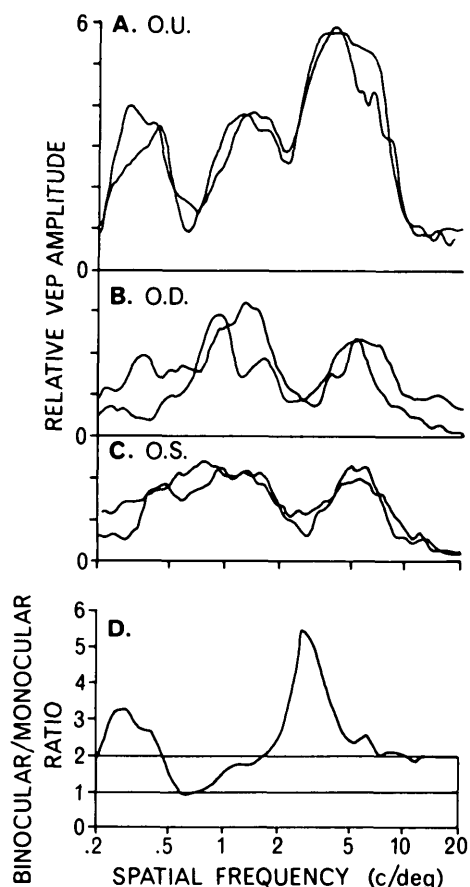 6
A. O.U.
RELATIVE VEP AMPLITUDE
0
B. O.D.
0
C. O.S.
0
BINOCULAR/MONOCULAR
RATIO
D.
6
5
4
3
2
1
0
.2 .5 1 2 5 10 20
SPATIAL FREQUENCY (c/deg)